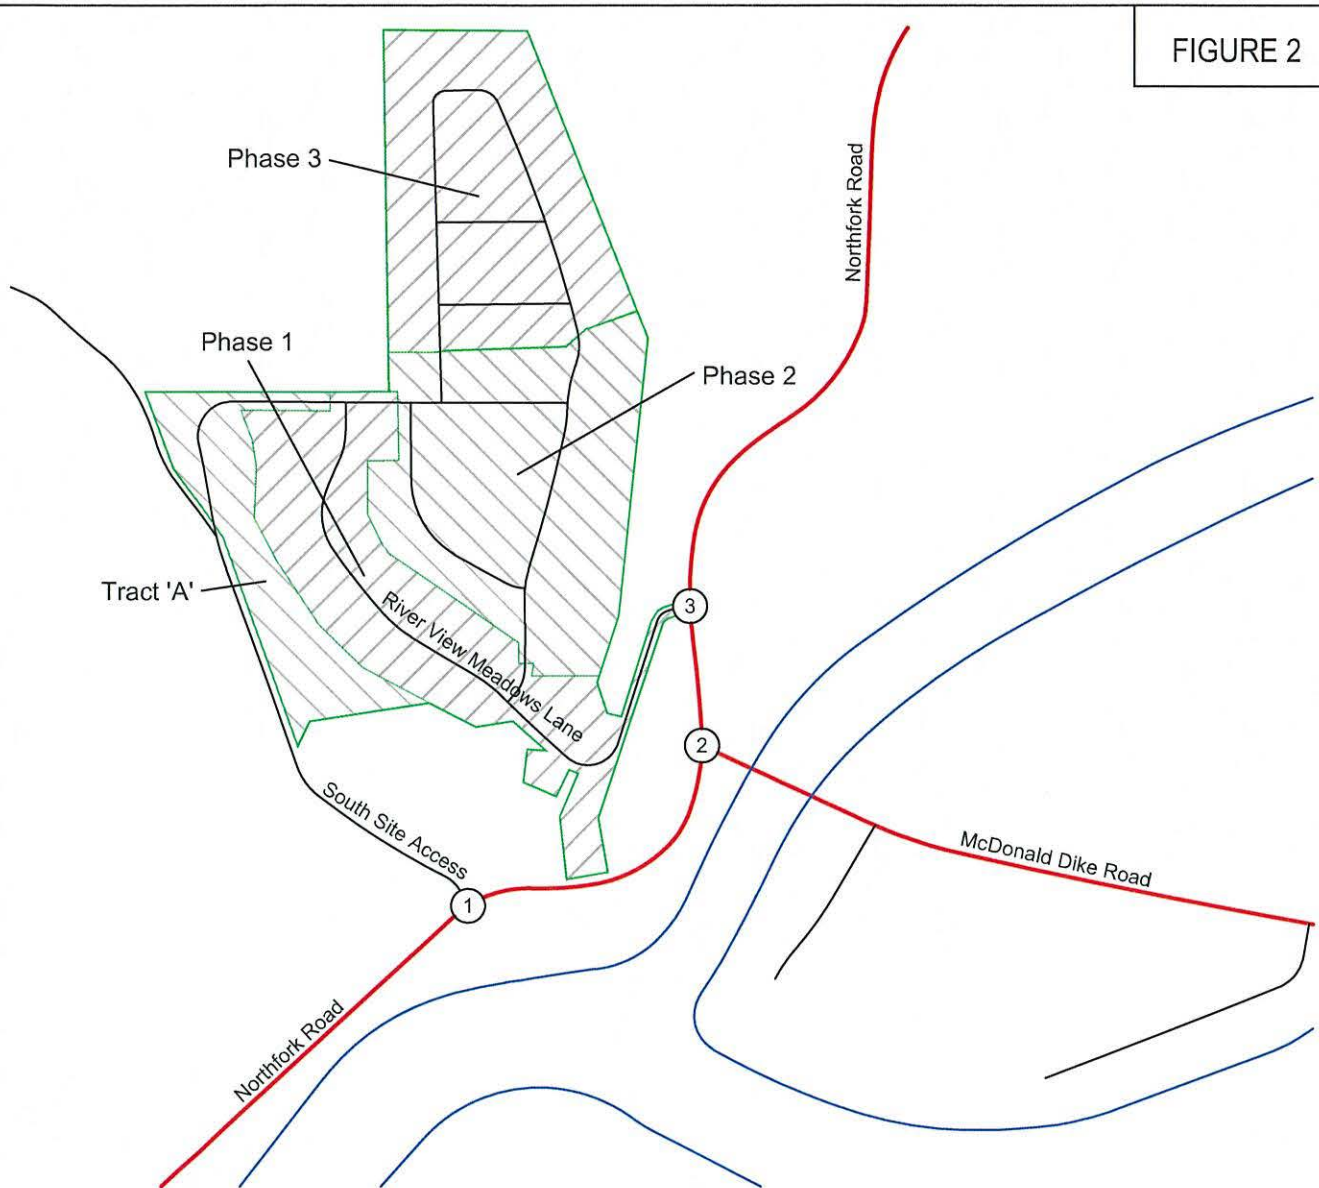 FIGURE 2
Phase 3
Northfork Road
Phase 1
Phase 2
Tract 'A'
River View Meadows Lane
3
2
South Site Access
McDonald Dike Road
1
Northfork Road